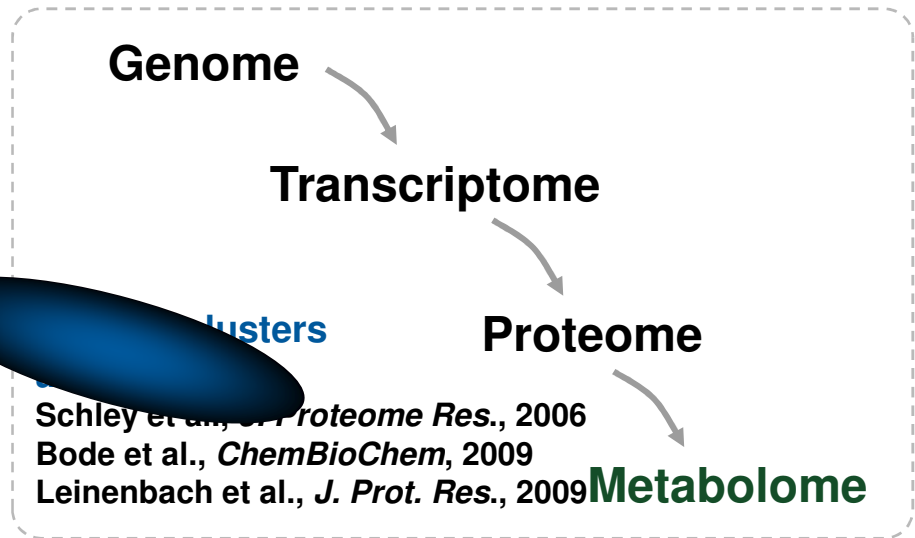 Genome
Transcriptome
Proteome
lusters
Schley et al., J. Proteome Res., 2006
Bode et al., ChemBioChem, 2009
Leinenbach et al., J. Prot. Res., 2009
Metabolome